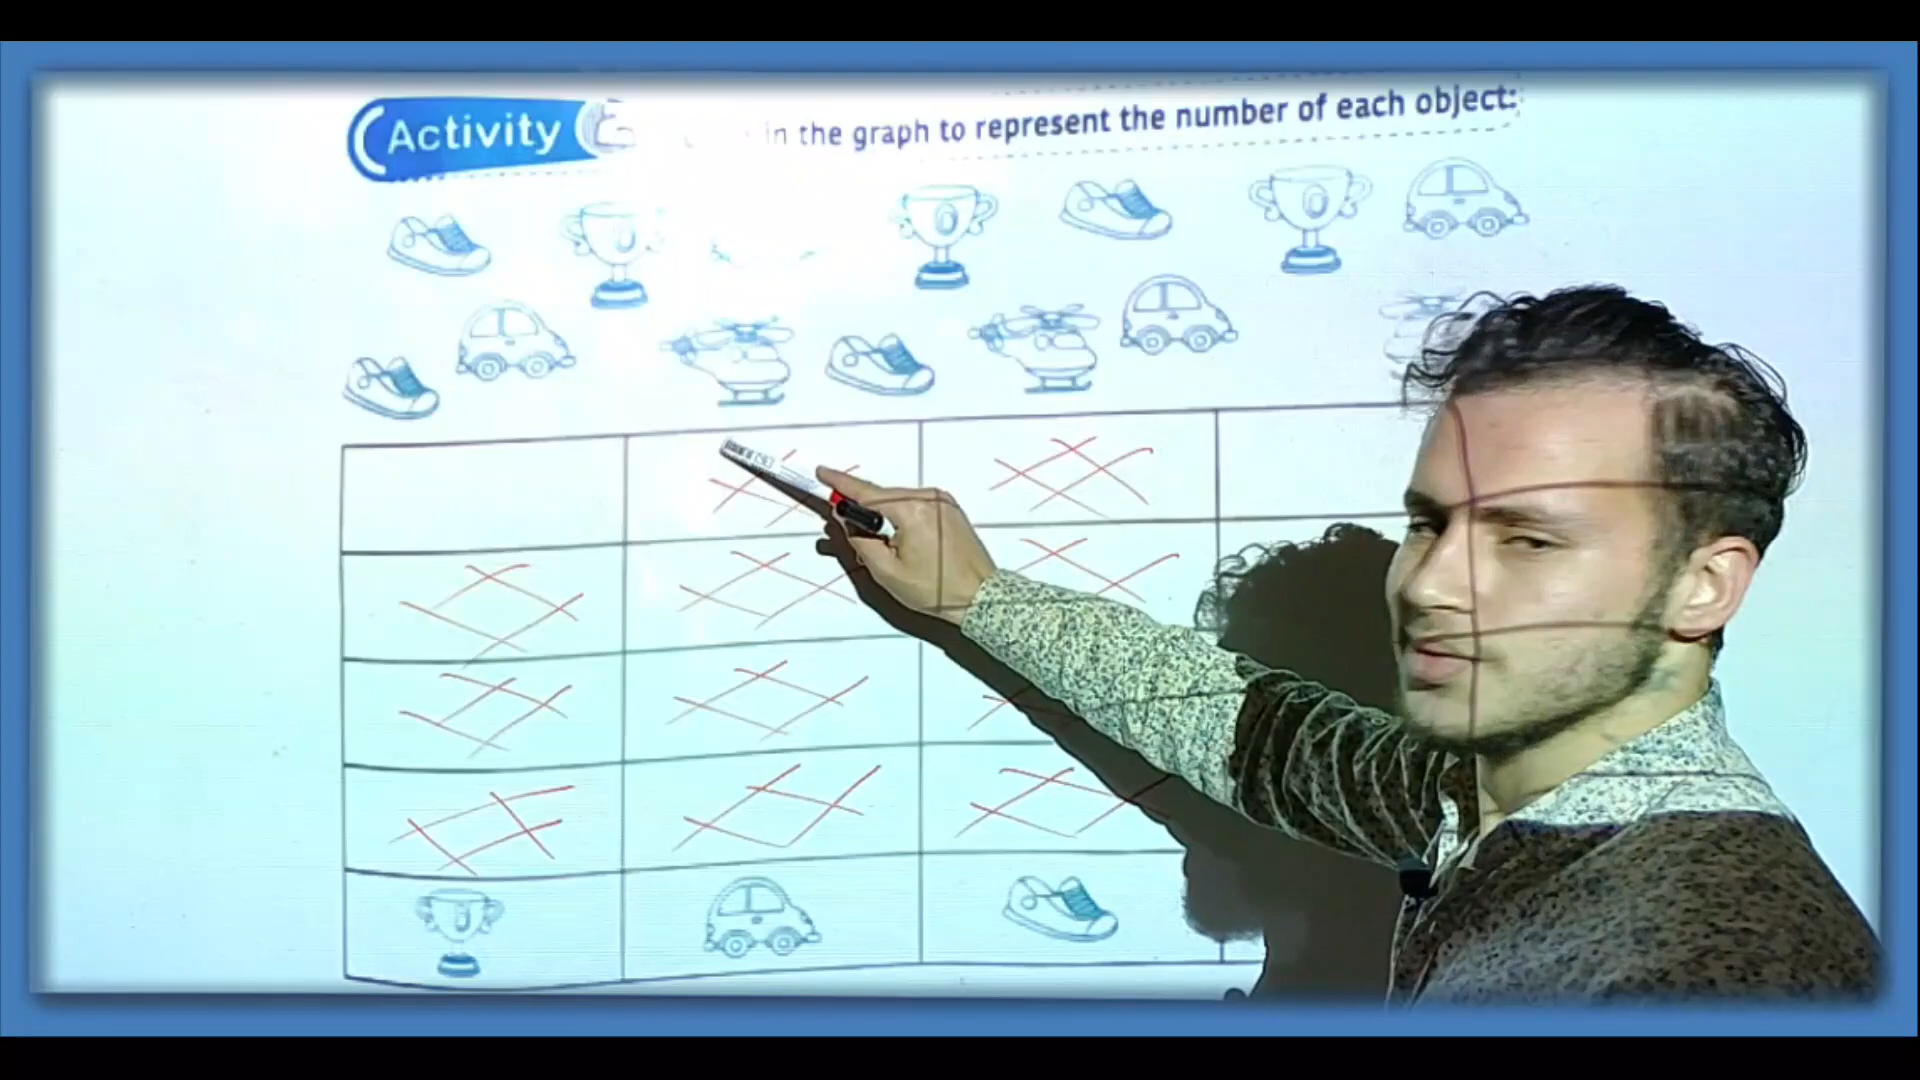 Activity in the graph to represent the number of each object: